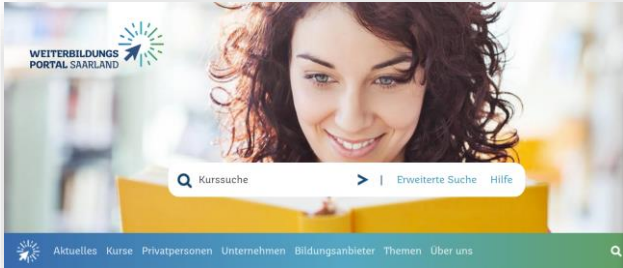 WEITERBILDUNGS
PORTAL SAARLAND
Kurssuche > | Erweiterte Suche Hilfe
Aktuelles Kurse Privatpersonen Unternehmen Bildungsanbieter Themen Über uns